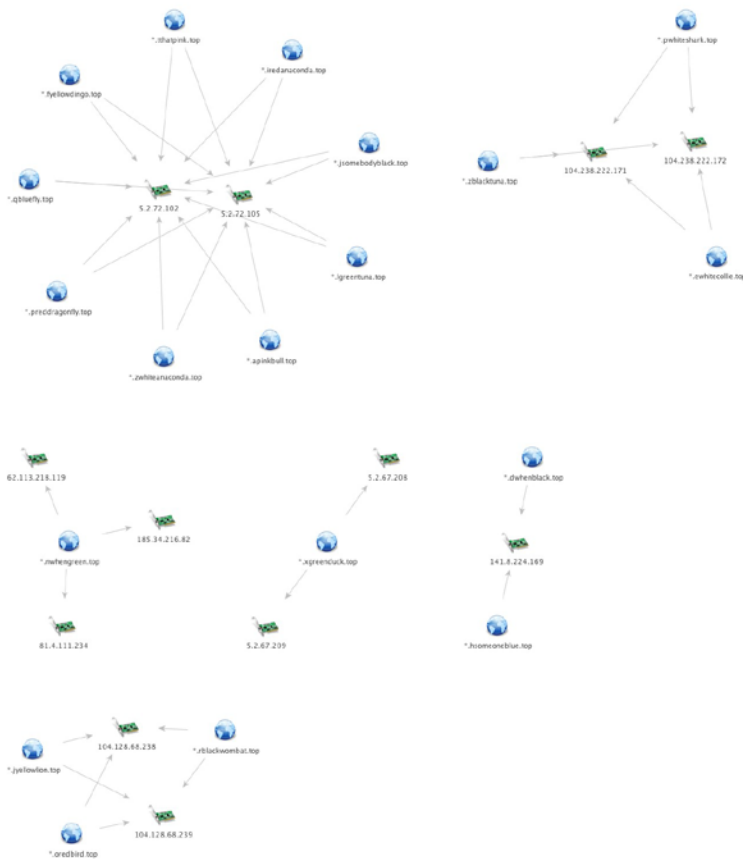 *.thatpink.top
*.pwhiteshark.top
*.iredanaconda.top
*.fyellowdingo.top
*.jsomebodyblack.top
104.238.222.172
104.238.222.171
*.zblacktuna.top
*.qbluefly.top
5.2.72.102
5.2.72.105
*.igreentuna.top
*.ewhitecollie.top
*.preddragonfly.top
*.apinkbull.top
*.zwhiteanaconda.top
62.113.218.119
5.2.67.208
*.dwhenblack.top
185.34.216.82
*.nwhengreen.top
*.xgreenduck.top
141.8.224.169
81.4.111.234
5.2.67.209
*.hsomeoneblue.top
104.128.68.238
*.rblackwombat.top
*.jyellowlion.top
104.128.68.239
*.oredbird.top